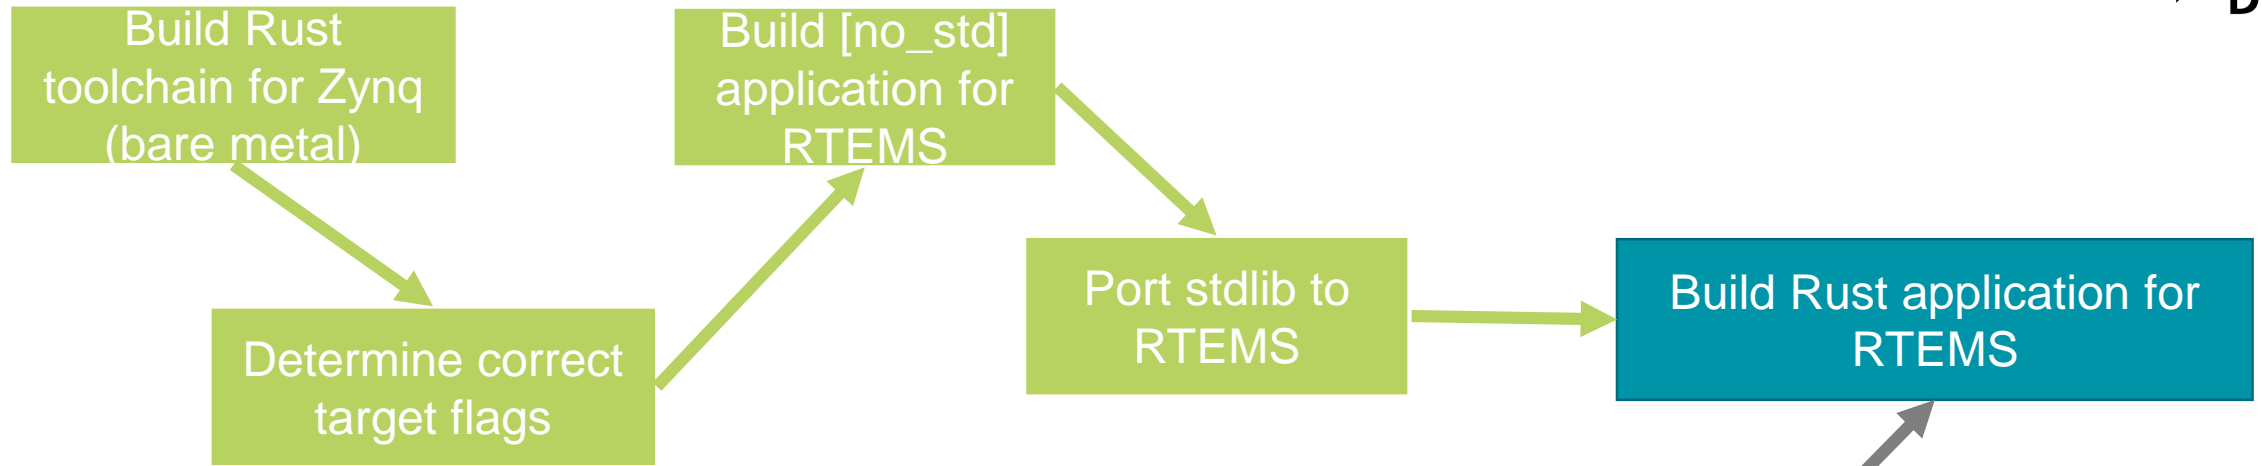 Build Rust
toolchain for Zynq
(bare metal)
Build [no_std]
application for
RTEMS
Determine correct
target flags
Port stdlib to
RTEMS
Build Rust application for
RTEMS